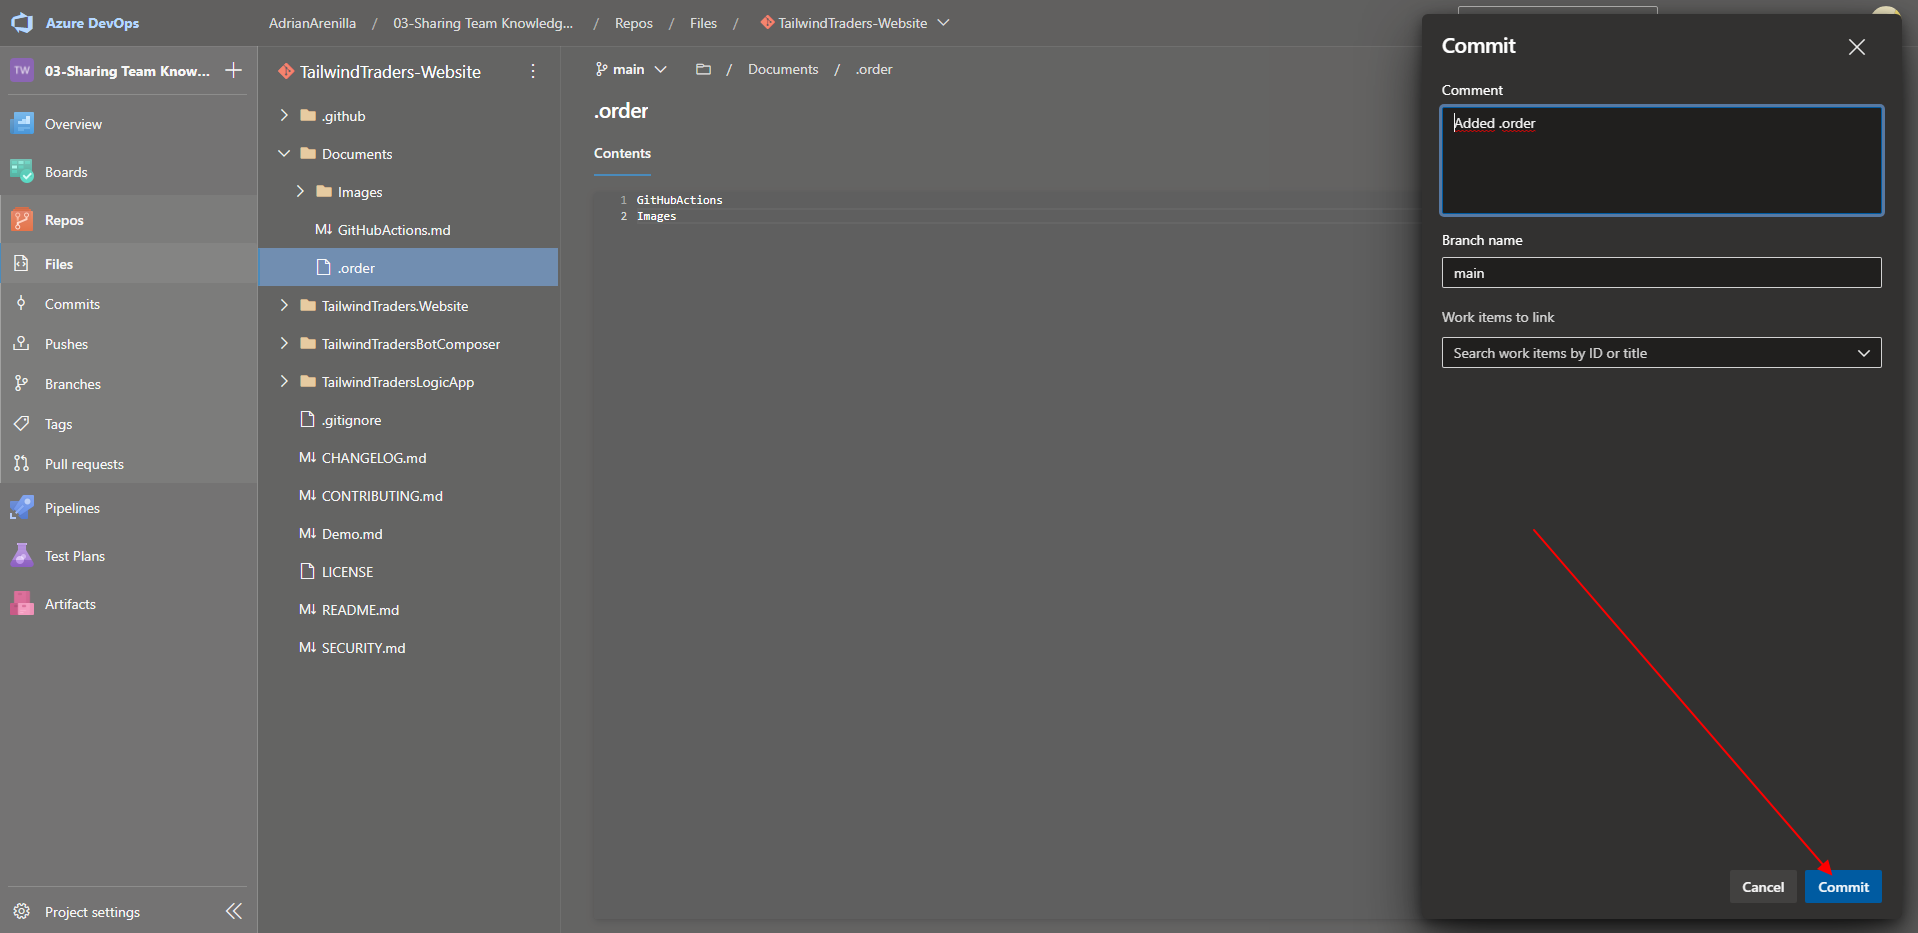 Azure DevOps
AdrianArenilla / 03-Sharing Team Knowledg... / Repos / Files / TailwindTraders-Website
TW 03-Sharing Team Know...
Overview
Boards
Repos
Files
Commits
Pushes
Branches
Tags
Pull requests
Pipelines
Test Plans
Artifacts
Project settings
TailwindTraders-Website
.github
Documents
Images
M↓ GitHubActions.md
.order
TailwindTraders.Website
TailwindTradersBotComposer
TailwindTradersLogicApp
.gitignore
M↓ CHANGELOG.md
M↓ CONTRIBUTING.md
M↓ Demo.md
LICENSE
M↓ README.md
M↓ SECURITY.md
main / Documents / .order
.order
Contents
1 GitHubActions
2 Images
Commit
Comment
Added .order
Branch name
main
Work items to link
Search work items by ID or title
Cancel Commit